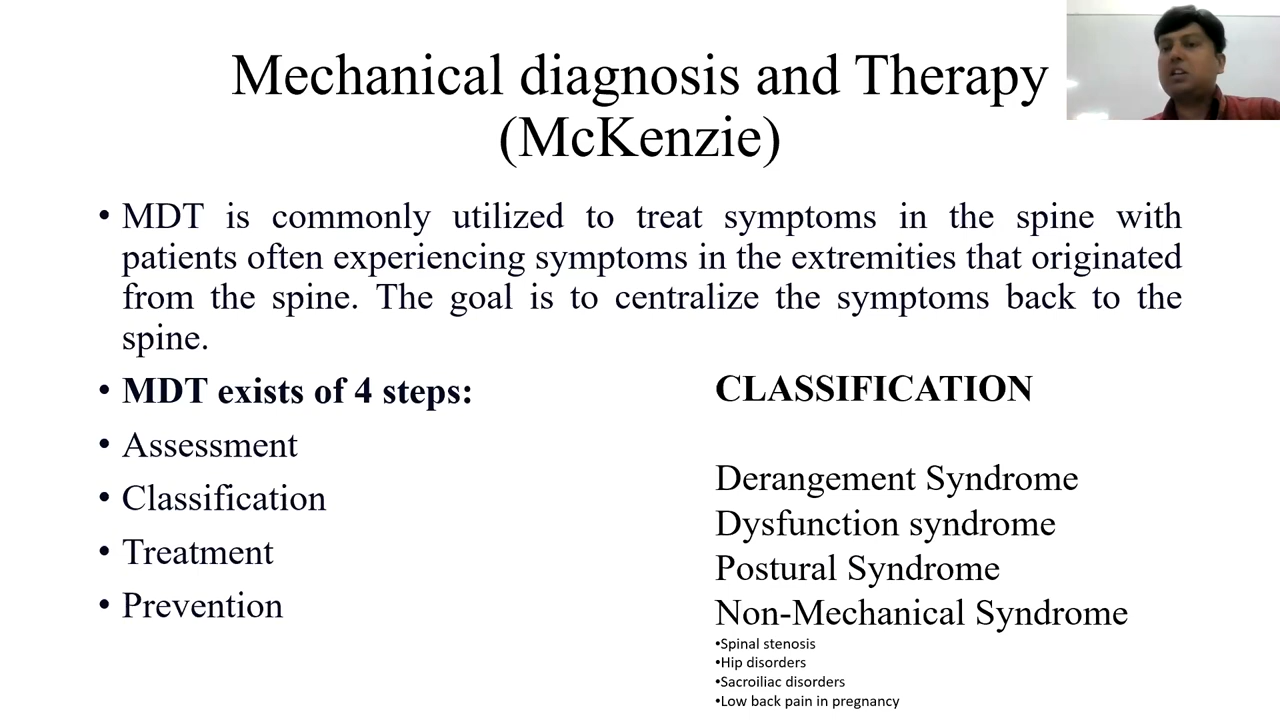 Mechanical diagnosis and Therapy
(McKenzie)
• MDT is commonly utilized to treat symptoms in the spine with
patients often experiencing symptoms in the extremities that originated
from the spine. The goal is to centralize the symptoms back to the
spine.
• MDT exists of 4 steps:
• Assessment
• Classification
• Treatment
• Prevention
CLASSIFICATION
Derangement Syndrome
Dysfunction syndrome
Postural Syndrome
Non-Mechanical Syndrome
•Spinal stenosis
•Hip disorders
•Sacroiliac disorders
•Low back pain in pregnancy